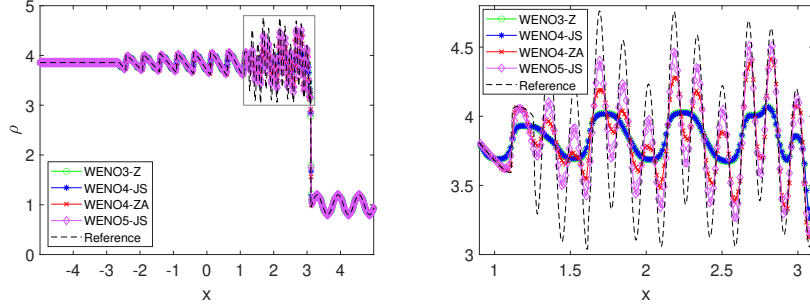 5
4
3
2
1
0
ρ
WENO3-Z
WENO4-JS
WENO4-ZA
WENO5-JS
Reference
-4 -3 -2 -1 0 1 2 3 4
x
4.5
4
3.5
3
WENO3-Z
WENO4-JS
WENO4-ZA
WENO5-JS
Reference
1 1.5 2 2.5 3
x